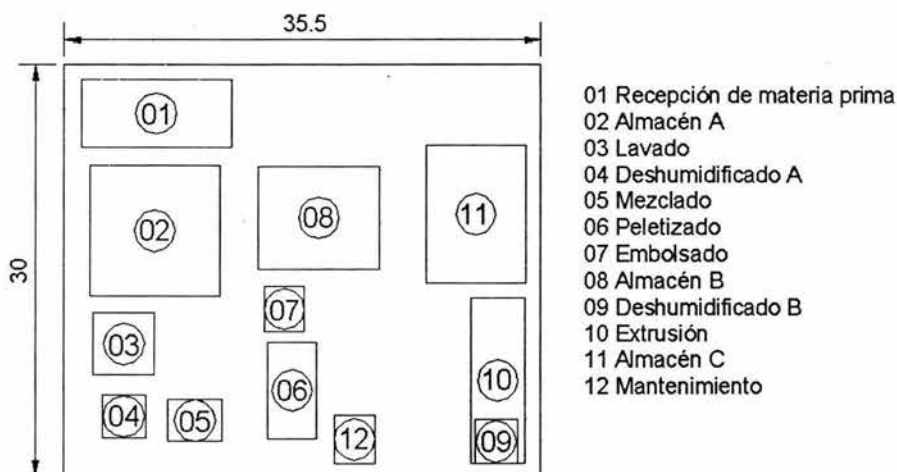 35.5
30
01
02
03
04
05
06
07
08
09
10
11
12
01 Recepción de materia prima
02 Almacén A
03 Lavado
04 Deshumidificado A
05 Mezclado
06 Peletizado
07 Embolsado
08 Almacén B
09 Deshumidificado B
10 Extrusión
11 Almacén C
12 Mantenimiento